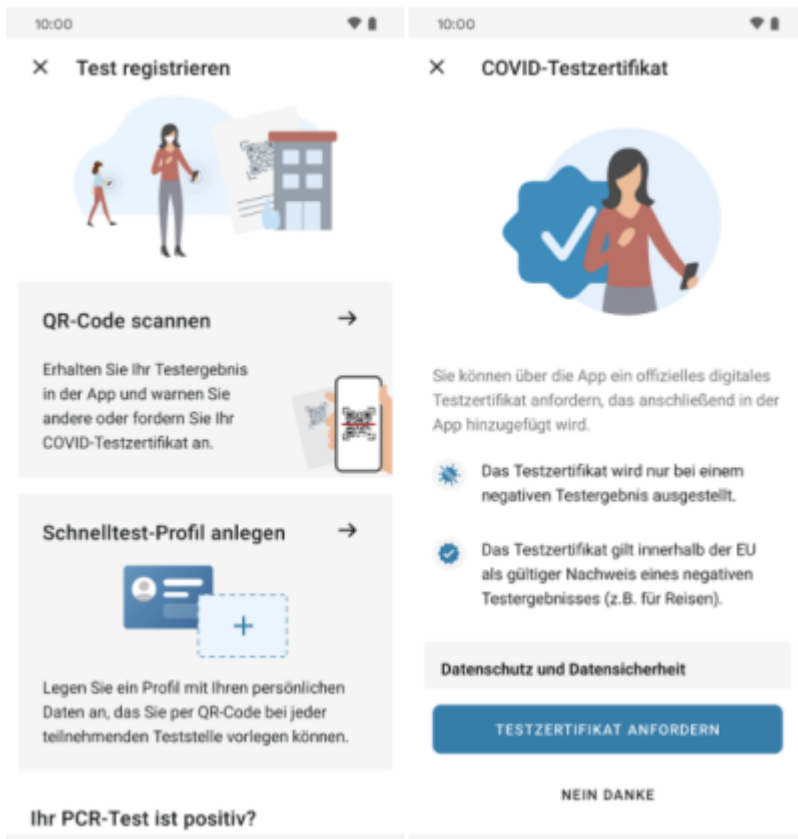 10:00
Test registrieren
QR-Code scannen
Erhalten Sie Ihr Testergebnis
in der App und warnen Sie
andere oder fordern Sie Ihr
COVID-Testzertifikat an.
Schnelltest-Profil anlegen
Legen Sie ein Profil mit Ihren persönlichen
Daten an, das Sie per QR-Code bei jeder
teilnehmenden Teststelle vorlegen können.
Ihr PCR-Test ist positiv?
10:00
COVID-Testzertifikat
Sie können über die App ein offizielles digitales
Testzertifikat anfordern, das anschließend in der
App hinzugefügt wird.
Das Testzertifikat wird nur bei einem
negativen Testergebnis ausgestellt.
Das Testzertifikat gilt innerhalb der EU
als gültiger Nachweis eines negativen
Testergebnisses (z.B. für Reisen).
Datenschutz und Datensicherheit
TESTZERTIFIKAT ANFORDERN
NEIN DANKE